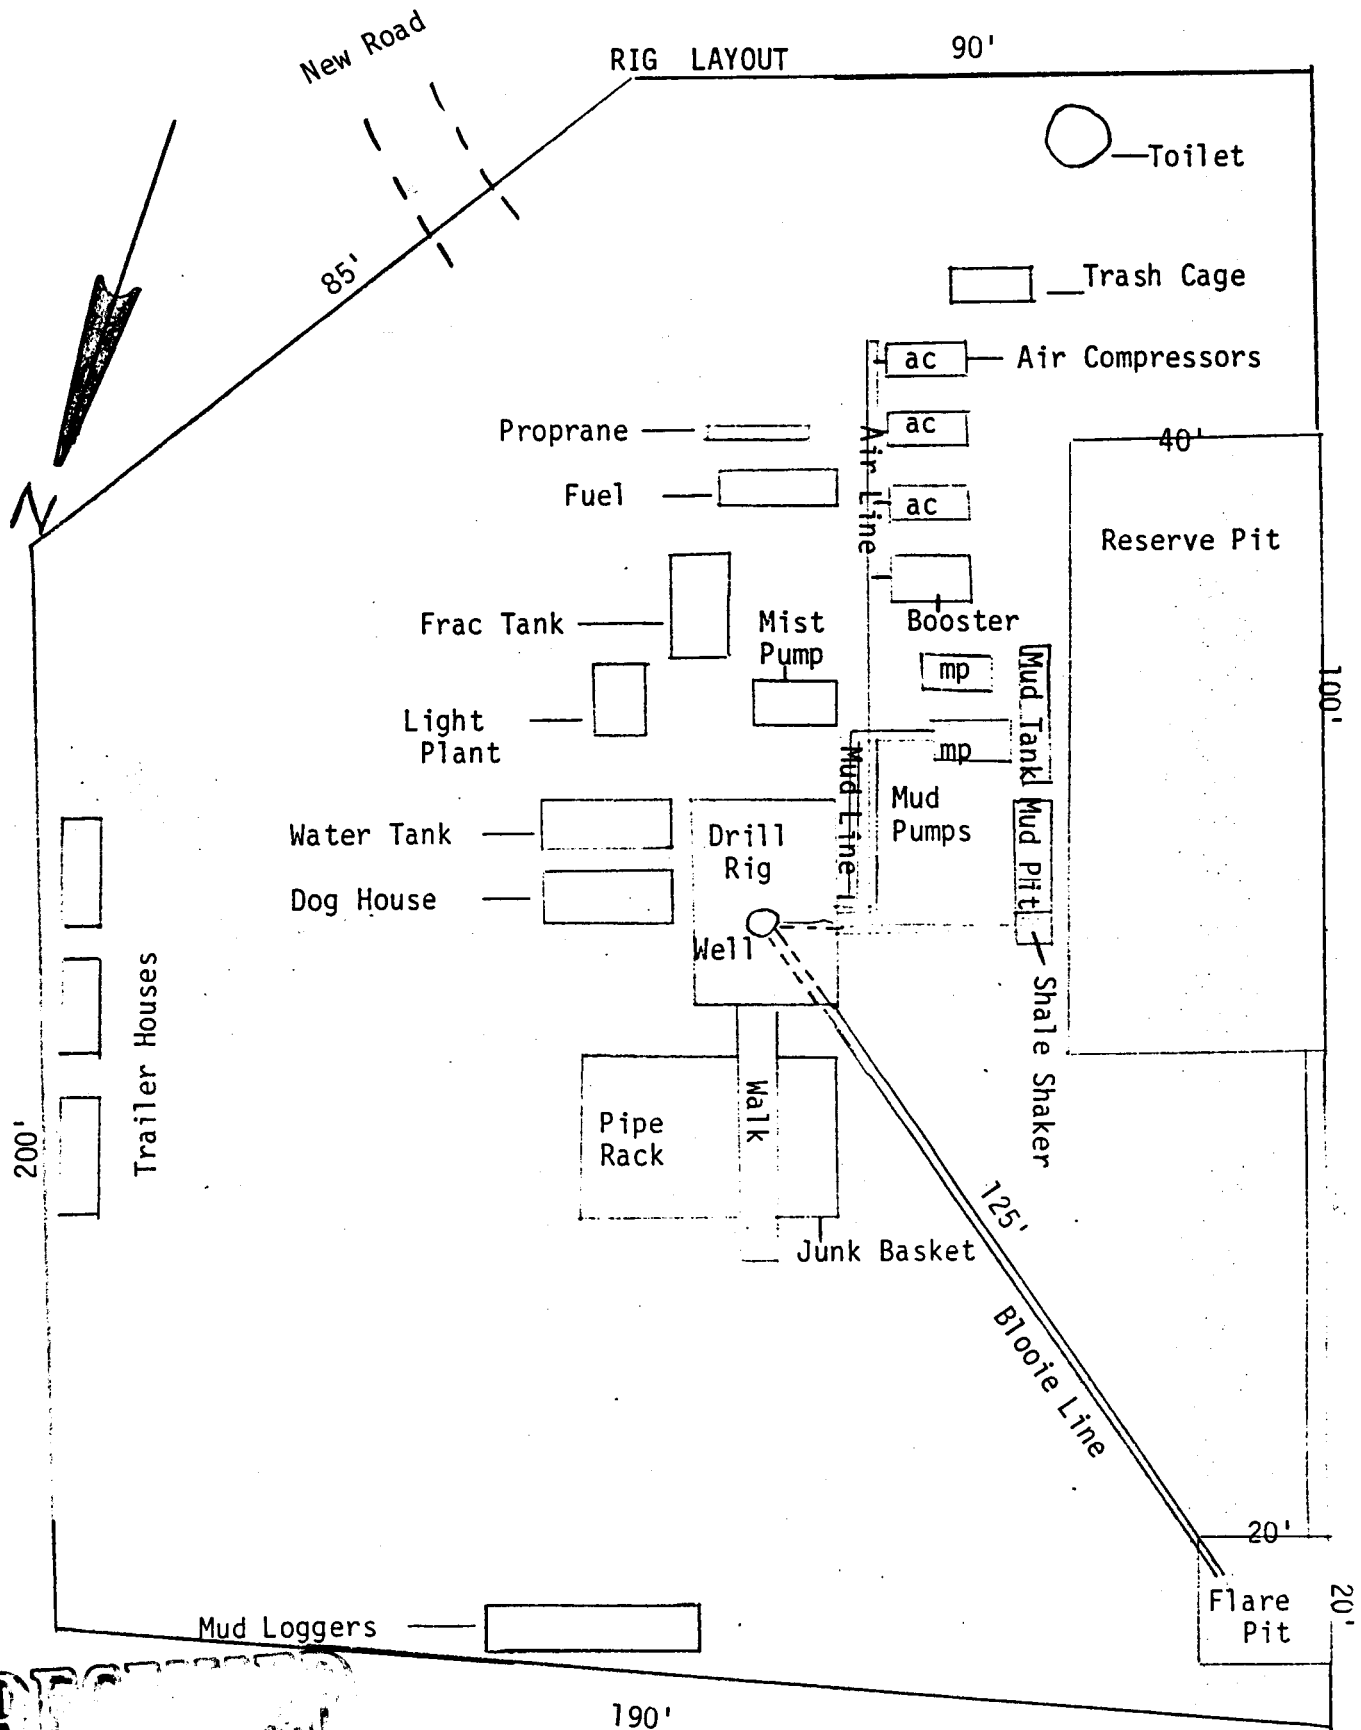 New Road
RIG LAYOUT
90'
Toilet
85'
Trash Cage
ac
Air Compressors
ac
Air Line
ac
Proprane
40'
Fuel
N
Reserve Pit
Frac Tank
Mist
Pump
Booster
mp
Mud Tank
100'
Light
Plant
mp
Mud Line
Mud
Pumps
Mud Pit
Water Tank
Drill
Rig
Dog House
Well
Shale Shaker
Trailer Houses
Walk
Pipe
Rack
200'
125'
Junk Basket
Blooie Line
20'
Flare
Pit
20'
Mud Loggers
190'